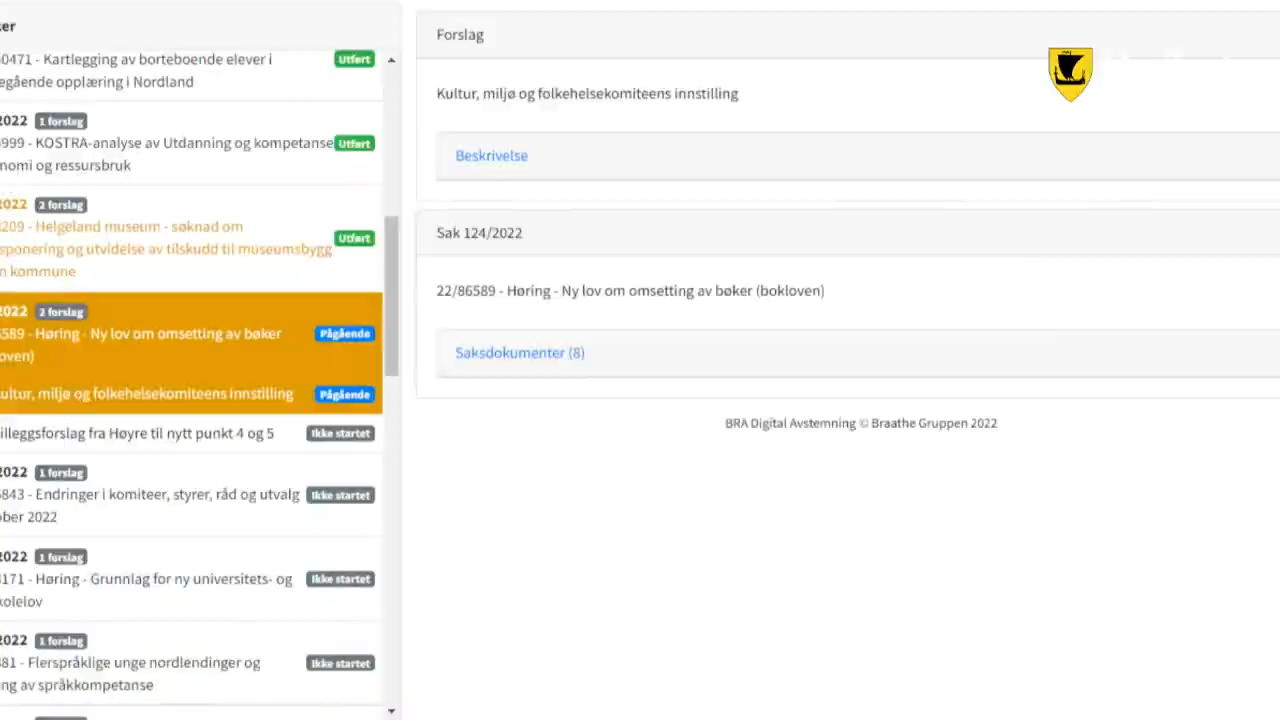 ker
0471 - Kartlegging av borteboende elever i
egående opplæring i Nordland
Utført
2022 1 forslag
999 - KOSTRA-analyse av Utdanning og kompetanse
nomi og ressursbruk
Utført
2022 2 forslag
209 - Helgeland museum - søknad om
sponering og utvidelse av tilskudd til museumsbygg
n kommune
Utført
2022 2 forslag
589 - Høring - Ny lov om omsetting av bøker
oven)
Pågående
ultur, miljø og folkehelsekomiteens innstilling
Pågående
illeggsforslag fra Høyre til nytt punkt 4 og 5
Ikke startet
2022 1 forslag
843 - Endringer i komiteer, styrer, råd og utvalg
ober 2022
Ikke startet
2022 1 forslag
171 - Høring - Grunnlag for ny universitets- og
kolelov
Ikke startet
2022 1 forslag
81 - Flerspråklige unge nordlendinger og
ng av språkkompetanse
Ikke startet
Forslag
Kultur, miljø og folkehelsekomiteens innstilling
Beskrivelse
Sak 124/2022
22/86589 - Høring - Ny lov om omsetting av bøker (bokloven)
Saksdokumenter (8)
BRA Digital Avstemning © Braathe Gruppen 2022